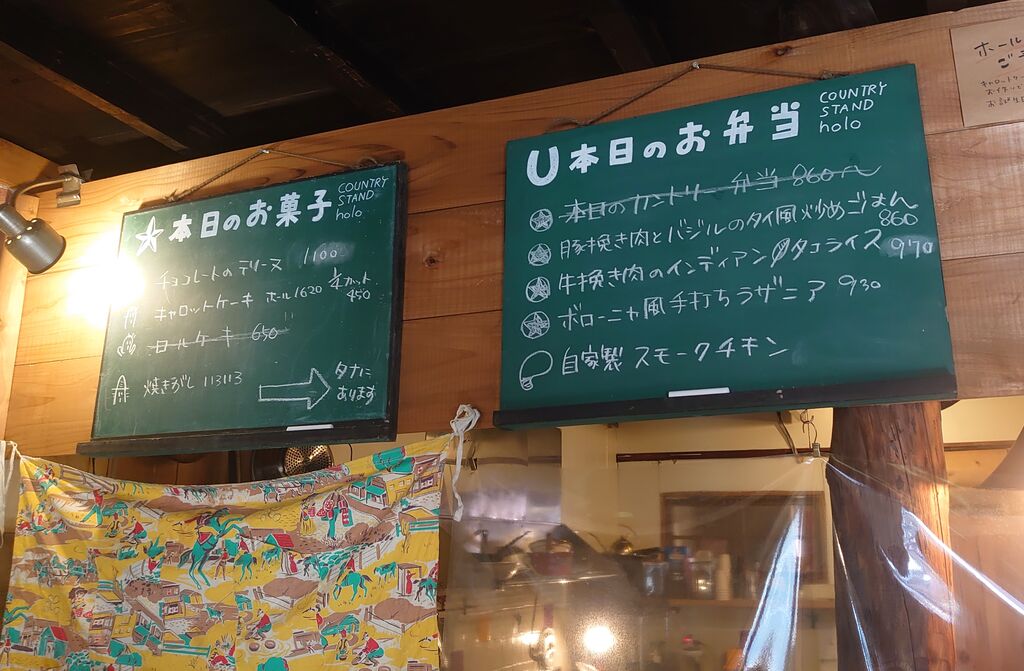 本日のお菓子
COUNTRY
STAND
holo
チョコレートのテリーヌ 1100
キャロットケーキ ホール1620 1/4カット
450
ロールケーキ 650
焼きがし 113113
タナに
あります
本日のお弁当
COUNTRY
STAND
holo
本日のカントリー弁当 860〜
豚挽き肉とバジルのタイ風炒めごはん
860
牛挽き肉のインディアンタコライス 970
ボローニャ風手打ちラザニア 930
自家製 スモークチキン
ホール